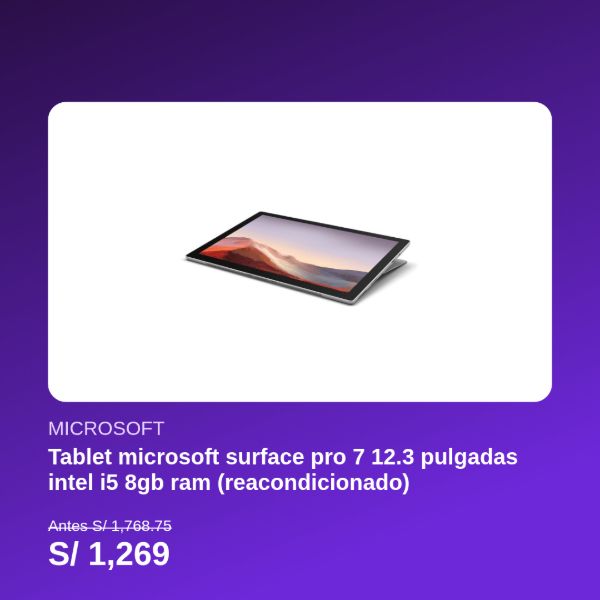 MICROSOFT
Tablet microsoft surface pro 7 12.3 pulgadas
intel i5 8gb ram (reacondicionado)
Antes S/ 1,768.75
S/ 1,269